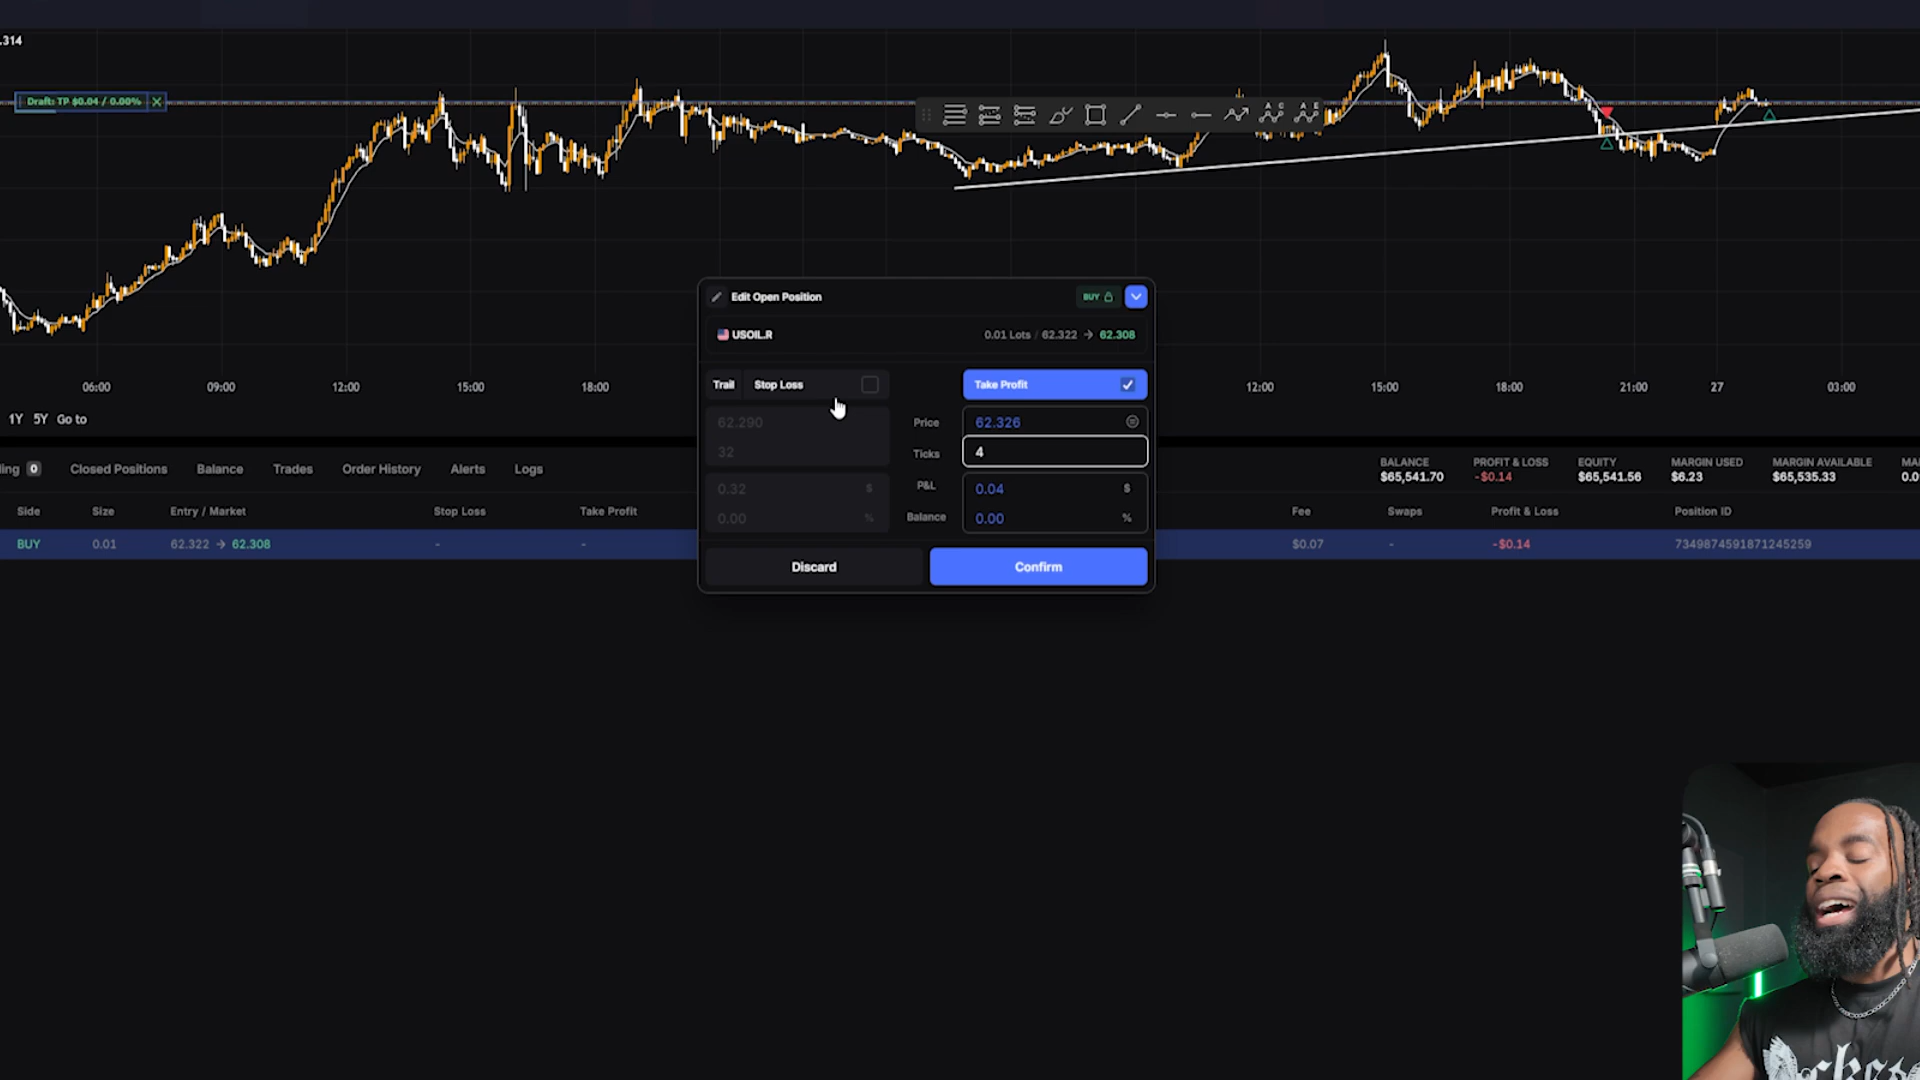 .314
Draft: TP $0.04 / 0.00%
A C
A E
Edit Open Position
BUY
USOIL.R
0.01 Lots / 62.322 → 62.308
Trail Stop Loss
Take Profit
62.290
Price
62.326
32
Ticks
4
0.32 $
P&L
0.04 $
0.00 %
Balance
0.00 %
Discard
Confirm
06:00 09:00 12:00 15:00 18:00 12:00 15:00 18:00 21:00 27 03:00
1Y 5Y Go to
ling 0 Closed Positions Balance Trades Order History Alerts Logs
BALANCE PROFIT & LOSS EQUITY MARGIN USED MARGIN AVAILABLE MA
$65,541.70 -$0.14 $65,541.56 $6.23 $65,535.33 0.0
Side Size Entry / Market Stop Loss Take Profit Fee Swaps Profit & Loss Position ID
BUY 0.01 62.322 → 62.308 - - $0.07 - -$0.14 7349874591871245259